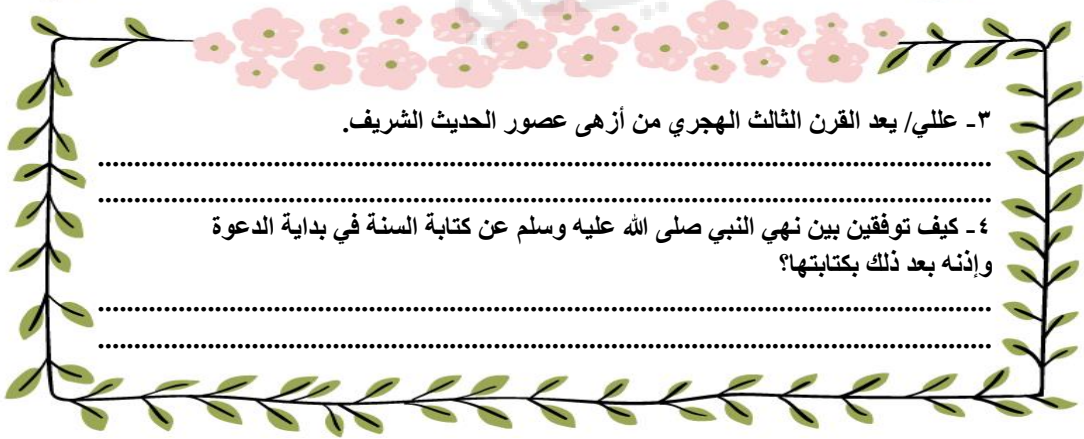 ٣- عللي/ يعد القرن الثالث الهجري من أزهى عصور الحديث الشريف.
................................................................................
................................................................................
٤- كيف توفقين بين نهي النبي صلى الله عليه وسلم عن كتابة السنة في بداية الدعوة
وإذنه بعد ذلك بكتابتها؟
................................................................................
................................................................................